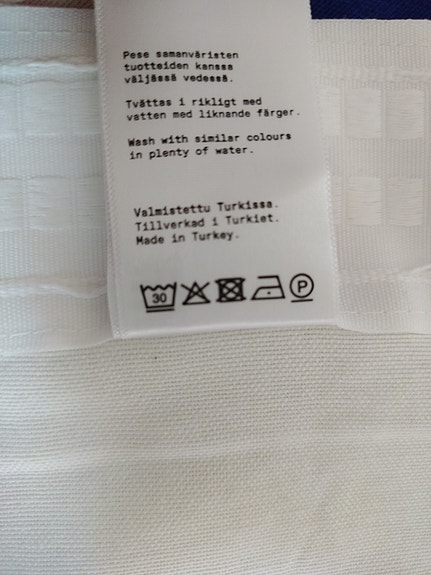 Pese samanväristen
tuotteiden kanssa
väljässä vedessä.
Tvättas i rikligt med
vatten med liknande färger.
Wash with similar colours
in plenty of water.
Valmistettu Turkissa.
Tillverkad i Turkiet.
Made in Turkey.
30 P